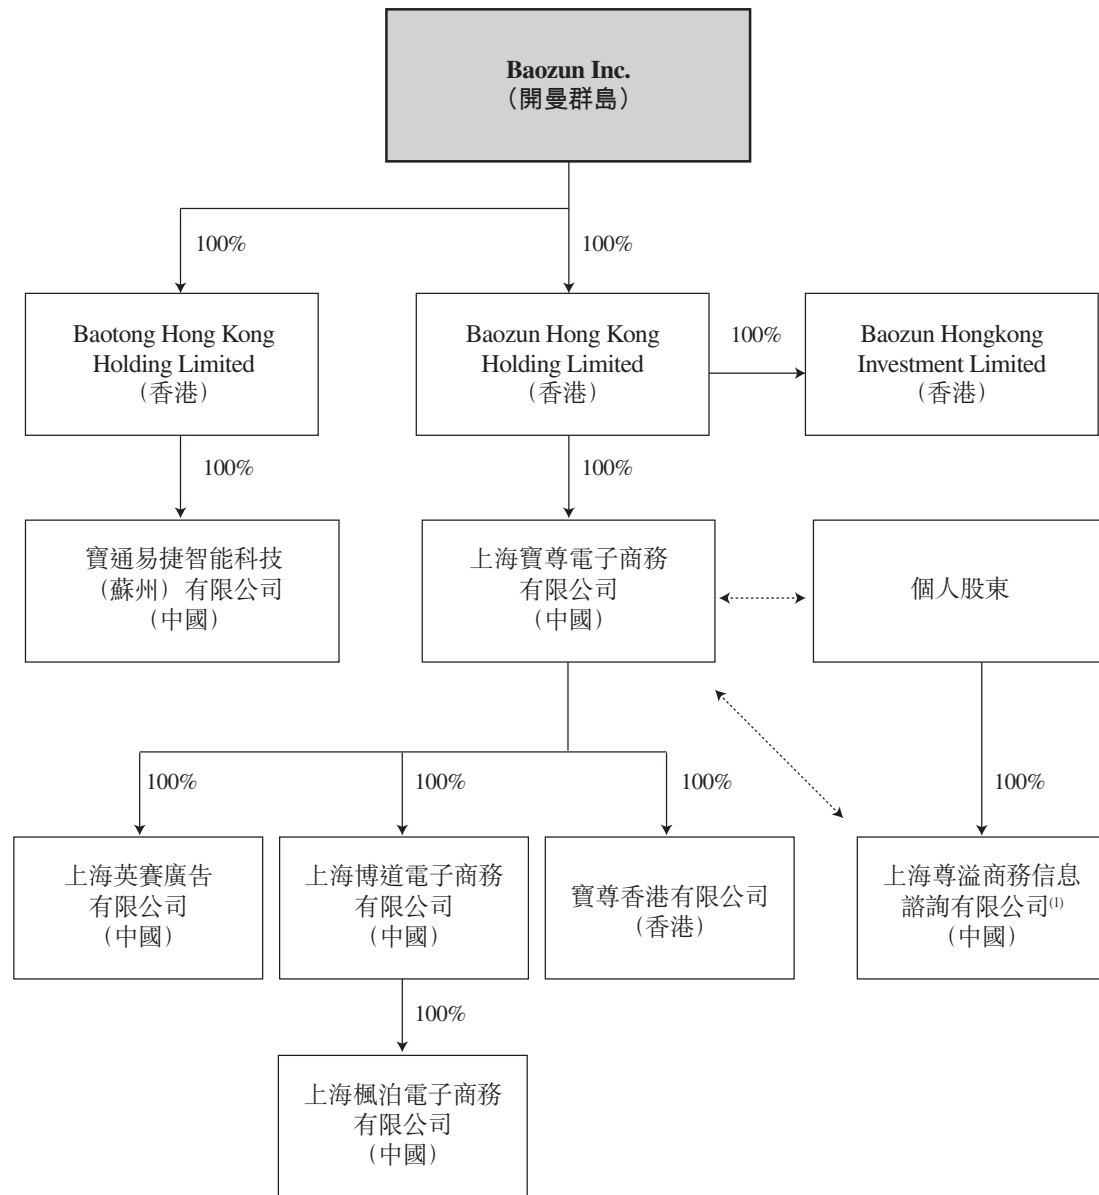 Baozun Inc.
（開曼群島）
100%
100%
Baotong Hong Kong
Holding Limited
（香港）
Baozun Hong Kong
Holding Limited
（香港）
100%
Baozun Hongkong
Investment Limited
（香港）
100%
100%
寶通易捷智能科技
（蘇州）有限公司
（中國）
上海寶尊電子商務
有限公司
（中國）
個人股東
100%
100%
100%
100%
上海英賽廣告
有限公司
（中國）
上海博道電子商務
有限公司
（中國）
寶尊香港有限公司
（香港）
上海尊溢商務信息
諮詢有限公司(1)
（中國）
100%
上海楓泊電子商務
有限公司
（中國）